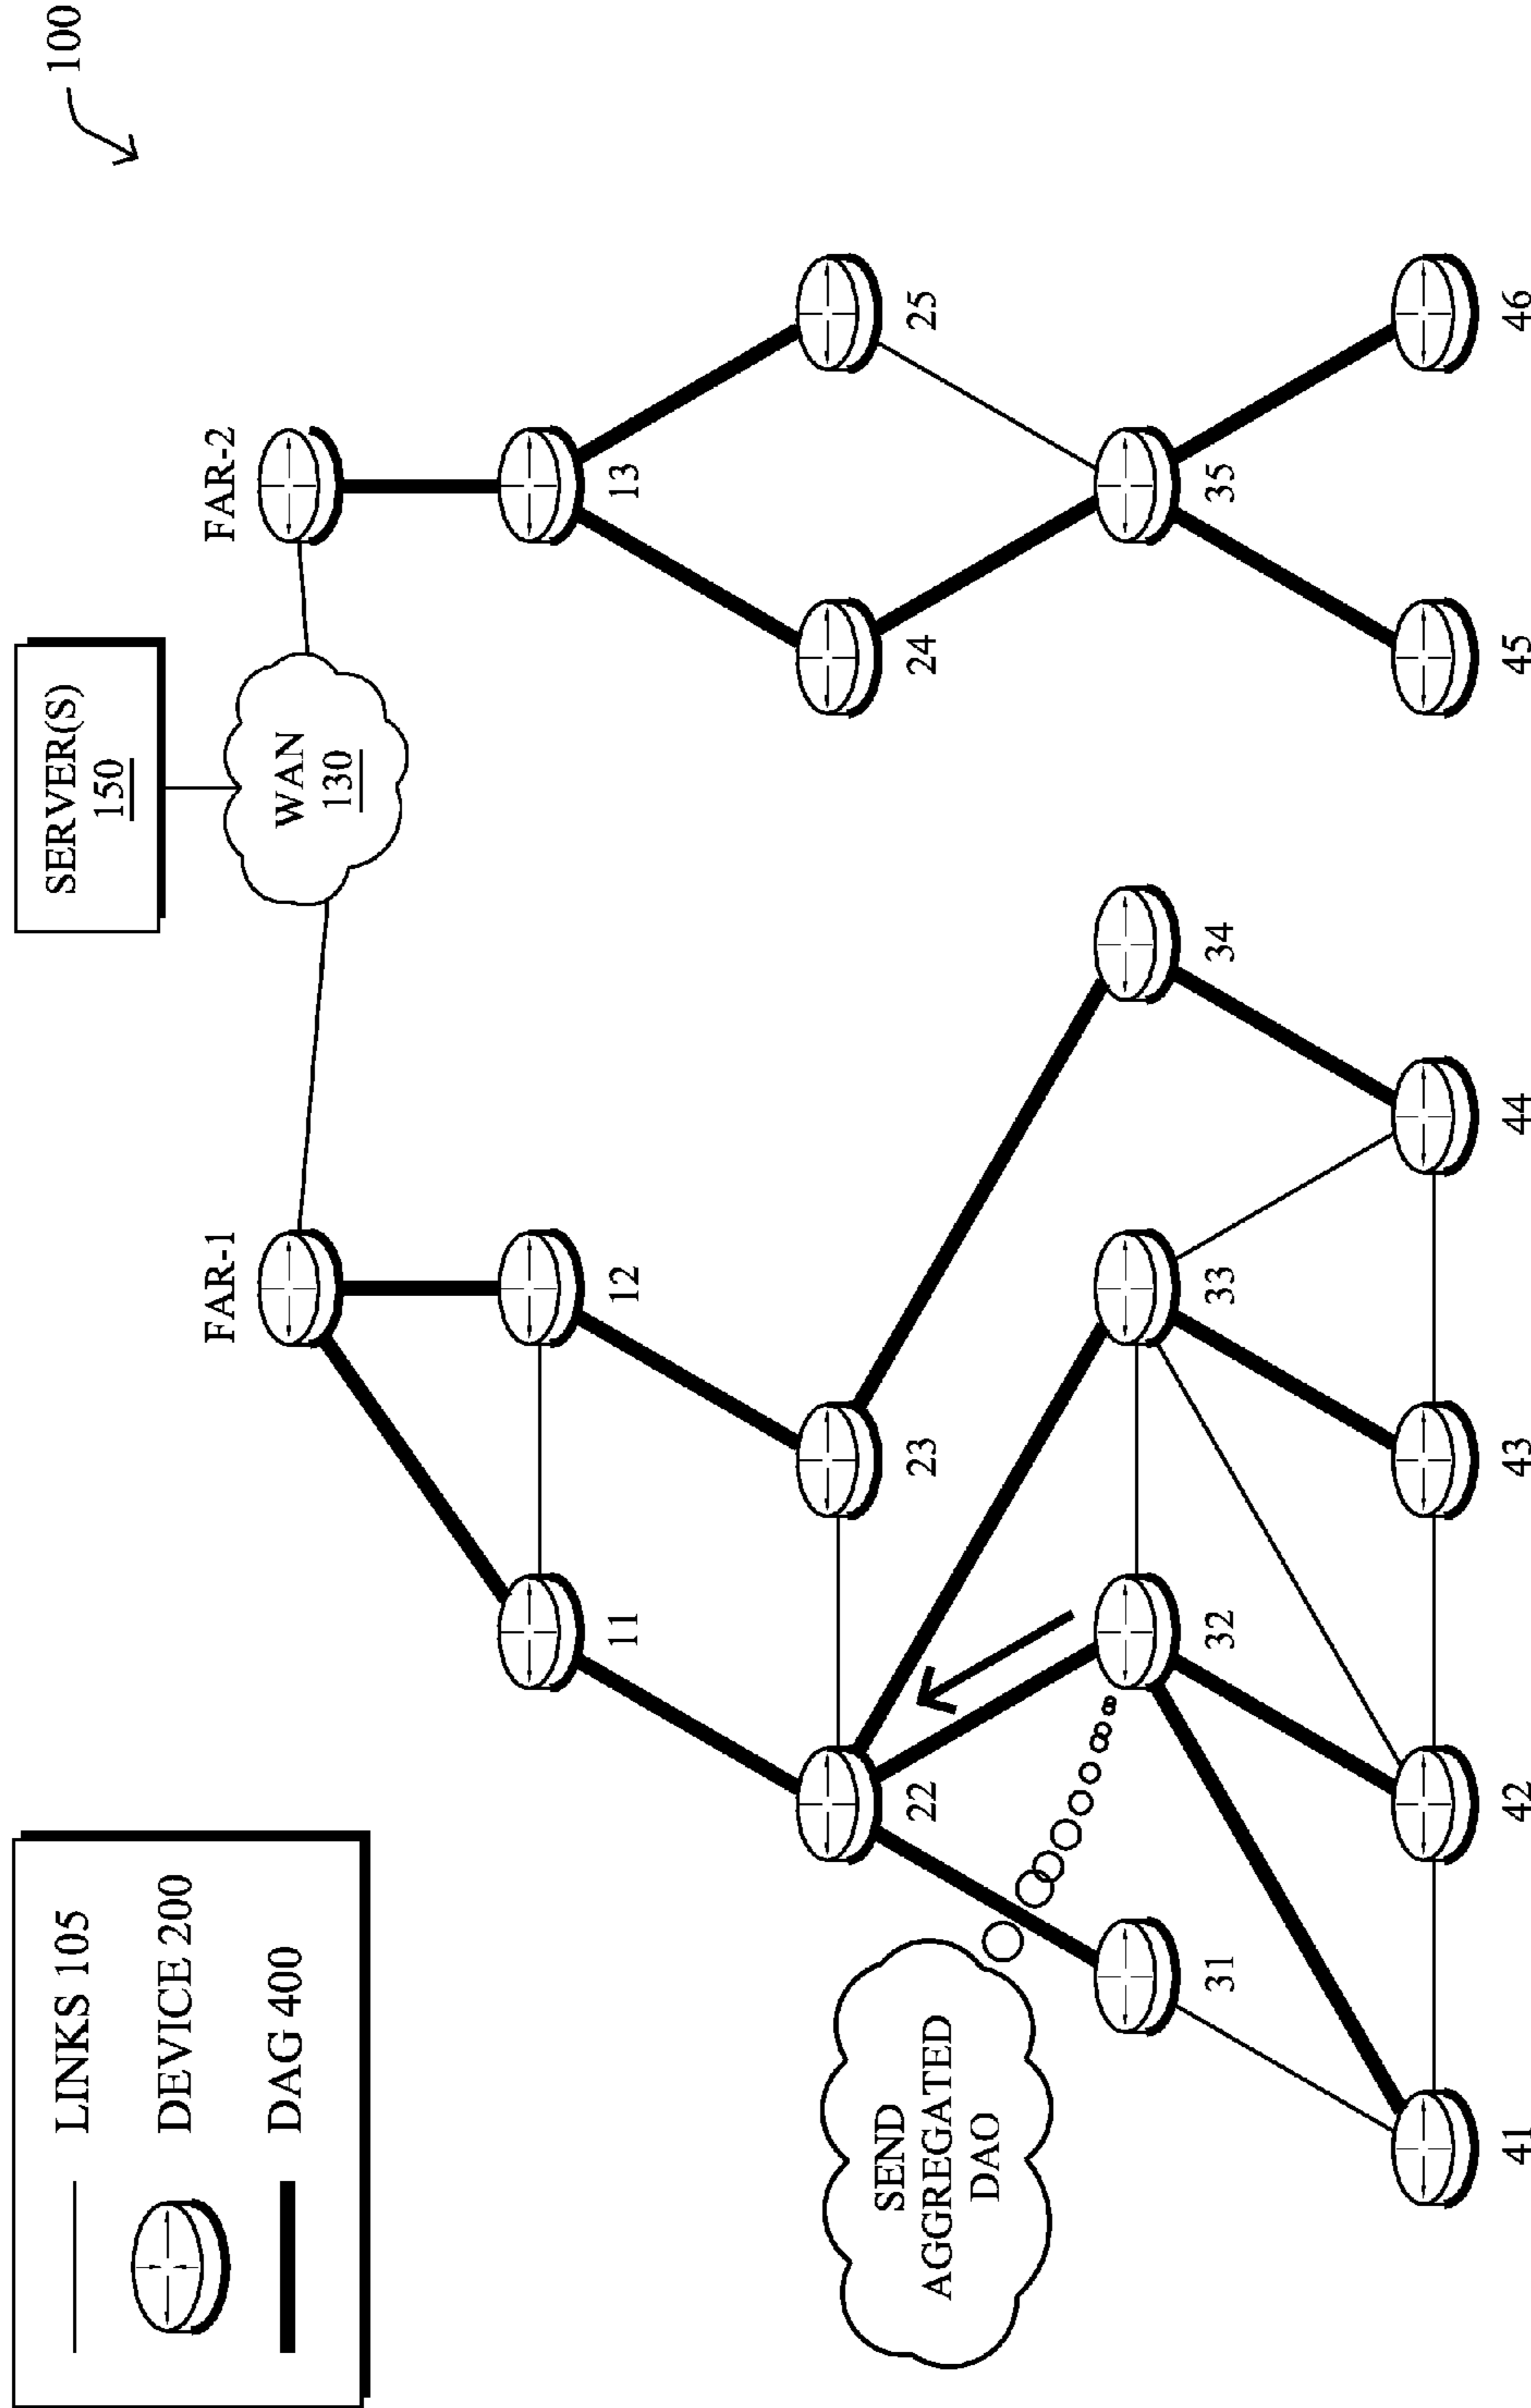 100
LINKS 105
DEVICE 200
DAG 400
SERVER(S)
150
WAN
130
FAR-1
FAR-2
11
12
13
22
23
24
25
SEND
AGGREGATED
DAO
31
32
33
34
35
41
42
43
44
45
46